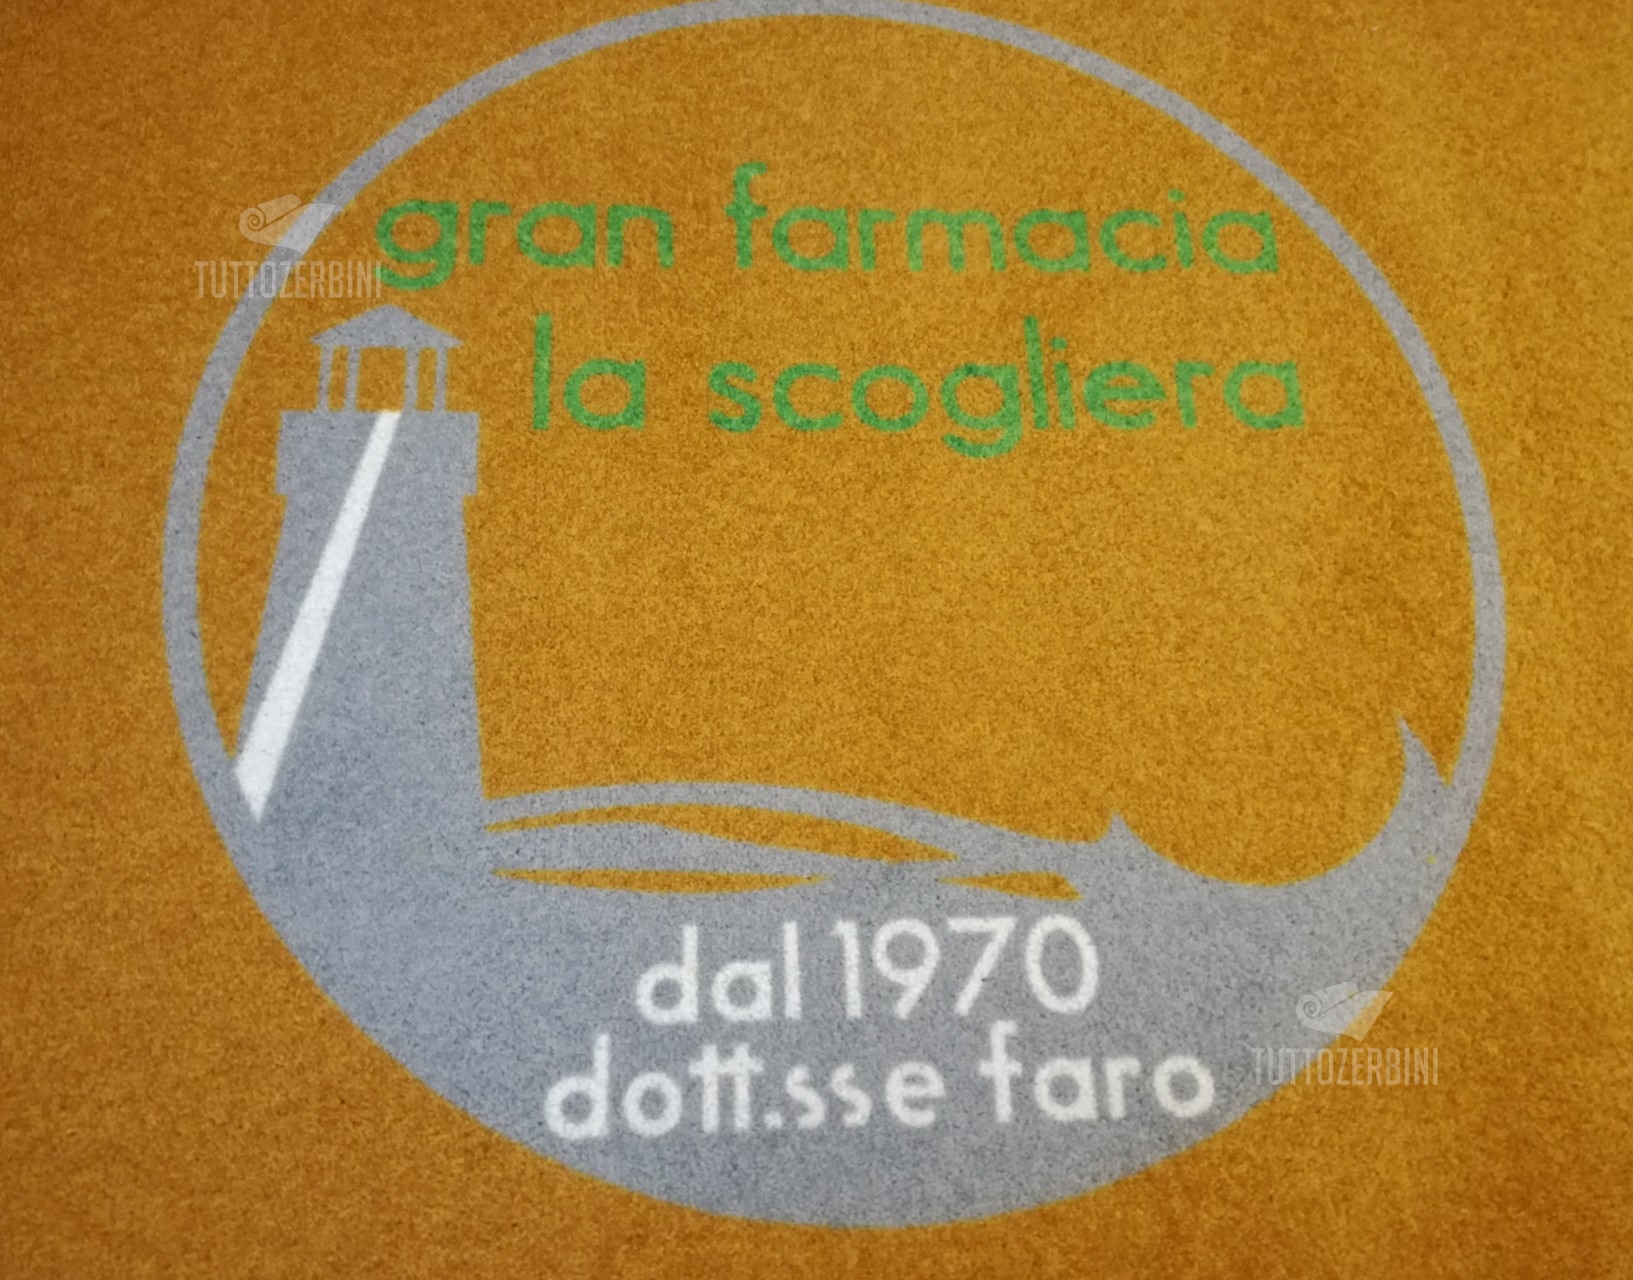 gran farmacia
TUTTOZERBINI
la scogliera
dal 1970
dott.sse faro
TUTTOZERBINI